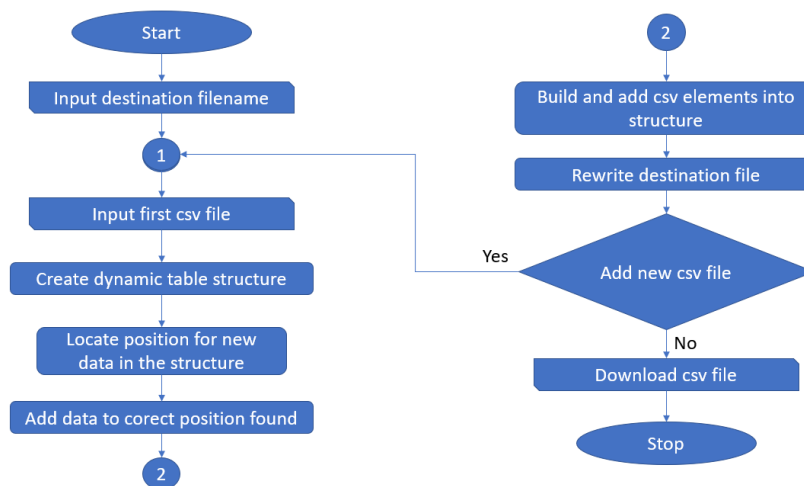 Start
Input destination filename
1
Input first csv file
Create dynamic table structure
Locate position for new
data in the structure
Add data to corect position found
2
2
Build and add csv elements into
structure
Rewrite destination file
Add new csv file
Yes
No
Download csv file
Stop